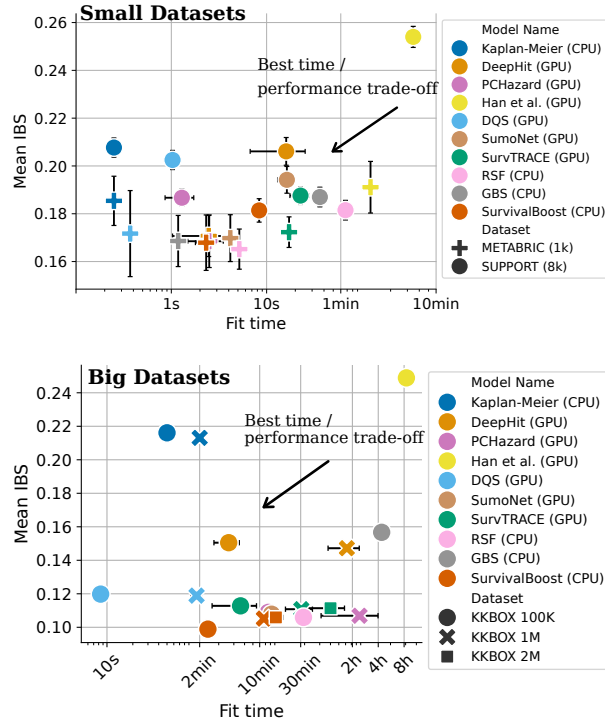 Small Datasets
0.26
0.24
0.22
0.20
0.18
0.16
Mean IBS
Best time /
performance trade-off
1s
10s
1min
10min
Fit time
Model Name
Kaplan-Meier (CPU)
DeepHit (GPU)
PCHazard (GPU)
Han et al. (GPU)
DQS (GPU)
SumoNet (GPU)
SurvTRACE (GPU)
RSF (CPU)
GBS (CPU)
SurvivalBoost (CPU)
Dataset
METABRIC (1k)
SUPPORT (8k)
Big Datasets
0.24
0.22
0.20
0.18
0.16
0.14
0.12
0.10
Mean IBS
Best time /
performance trade-off
10s
2min
10min
30min
2h
4h
8h
Fit time
Model Name
Kaplan-Meier (CPU)
DeepHit (GPU)
PCHazard (GPU)
Han et al. (GPU)
DQS (GPU)
SumoNet (GPU)
SurvTRACE (GPU)
RSF (CPU)
GBS (CPU)
SurvivalBoost (CPU)
Dataset
KKBOX 100K
KKBOX 1M
KKBOX 2M